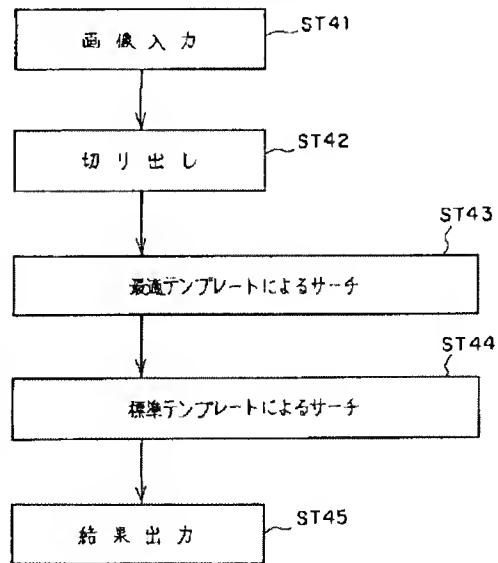 ST41
画像入力
ST42
切り出し
ST43
最適テンプレートによるサーチ
ST44
標準テンプレートによるサーチ
ST45
結果出力